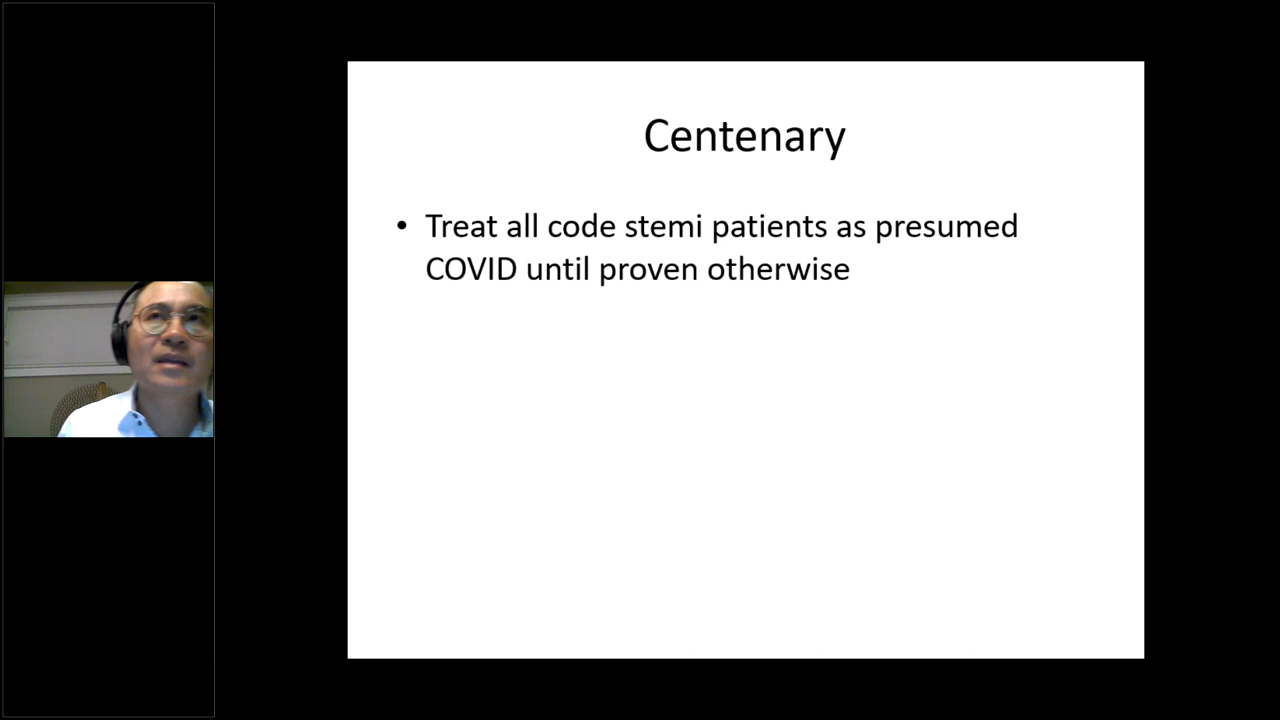 Centenary
• Treat all code stemi patients as presumed
COVID until proven otherwise